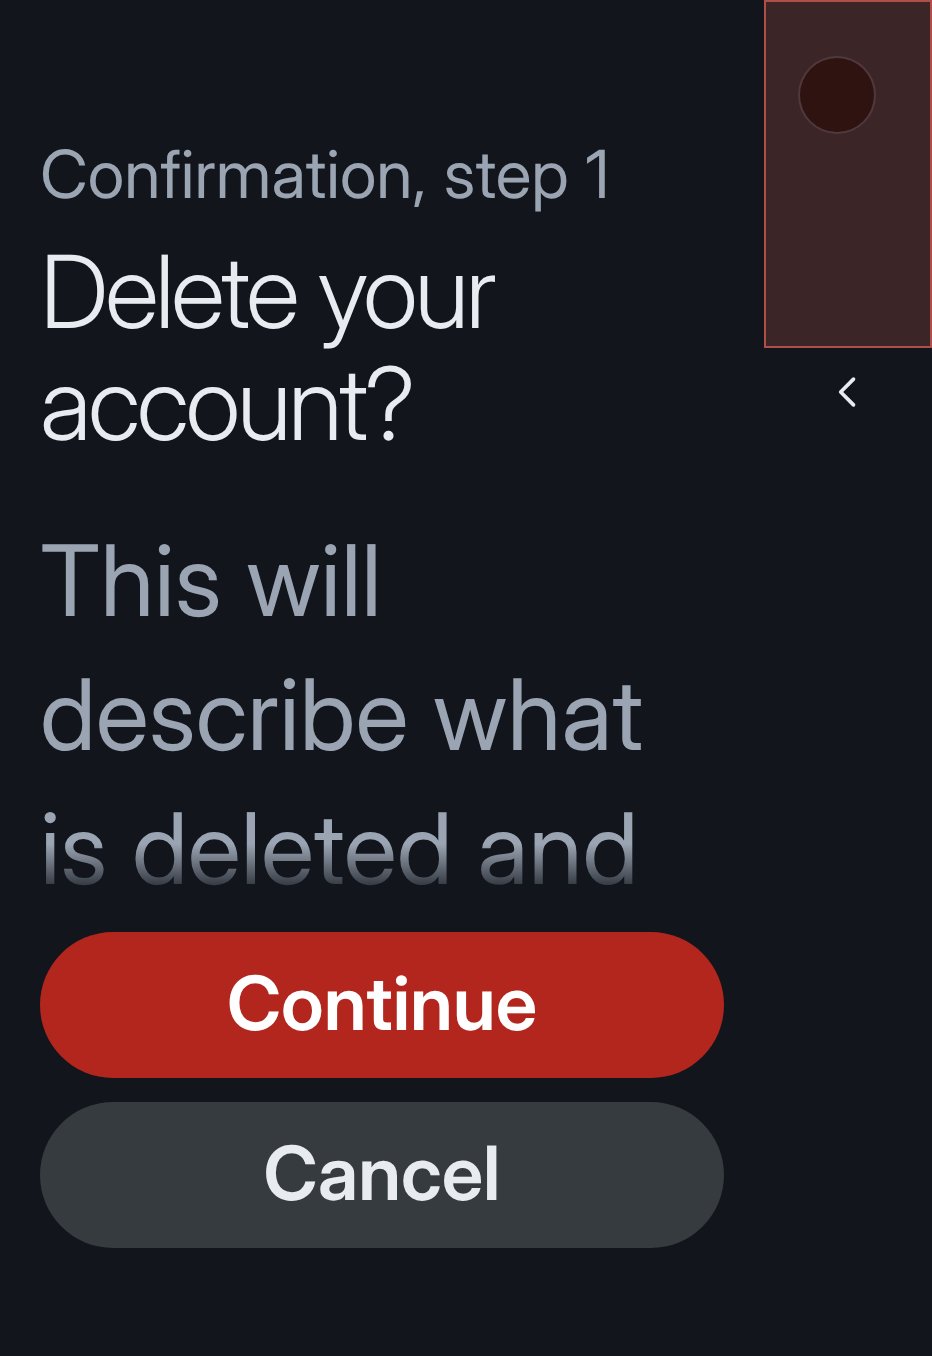 Confirmation, step 1
Delete your
account?
This will
describe what
is deleted and
Continue
Cancel